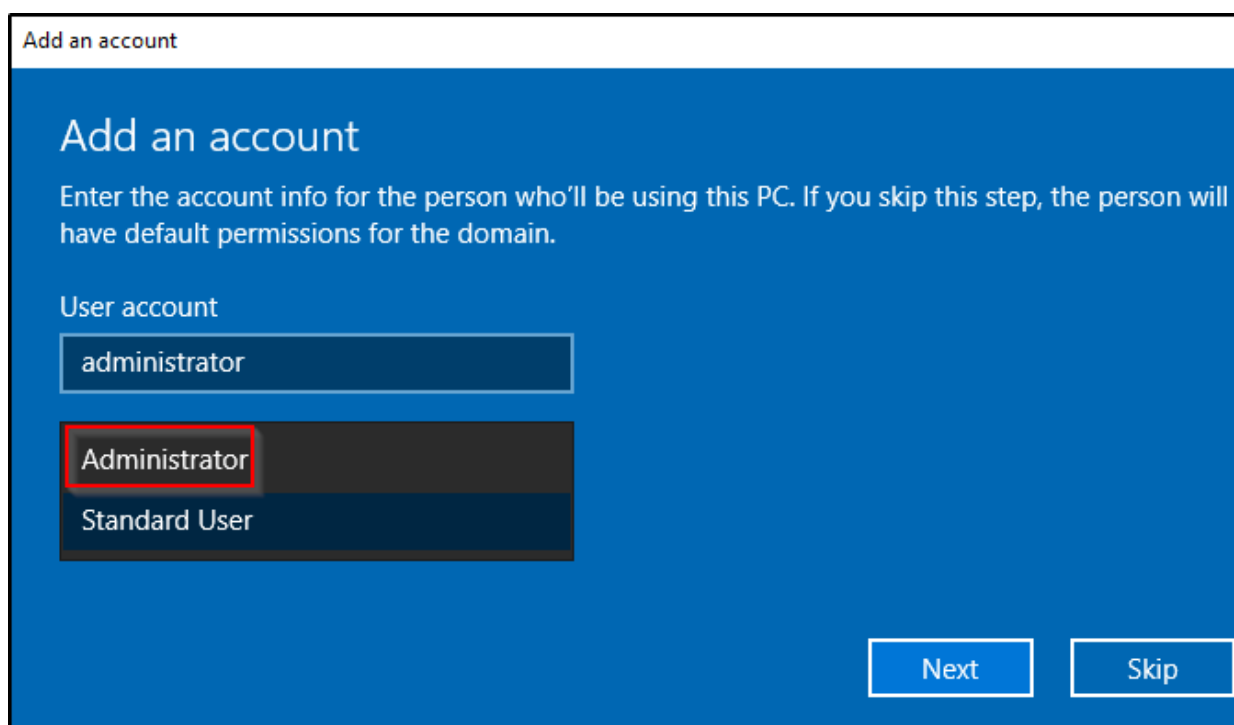 Add an account
Add an account
Enter the account info for the person who'll be using this PC. If you skip this step, the person will
have default permissions for the domain.
User account
administrator
Administrator
Standard User
Next
Skip